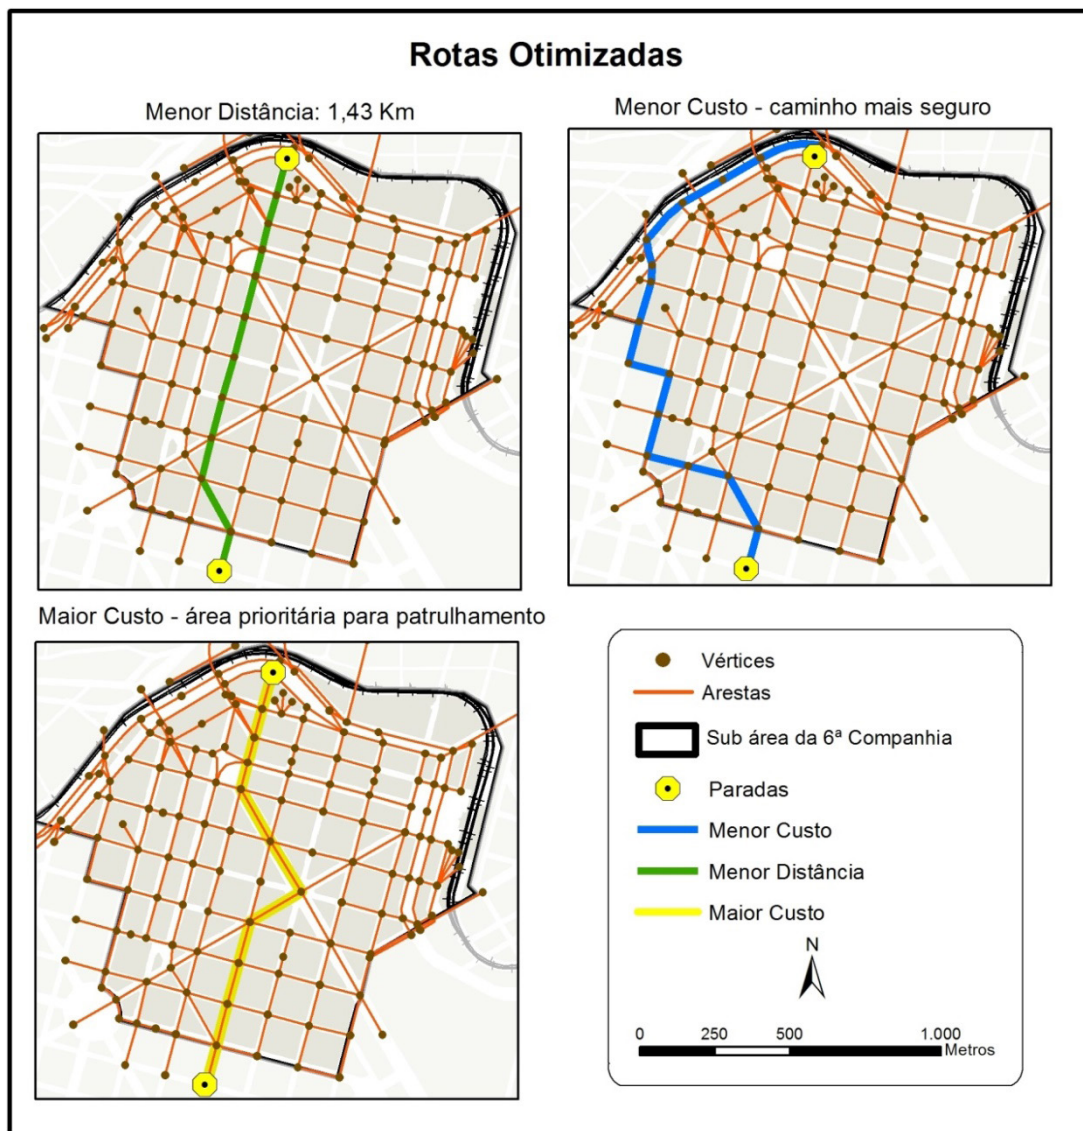 Rotas Otimizadas
Menor Distância: 1,43 Km
Menor Custo - caminho mais seguro
Maior Custo - área prioritária para patrulhamento
Vértices
Arestas
Sub área da 6ª Companhia
Paradas
Menor Custo
Menor Distância
Maior Custo
N
0 250 500 1.000
Metros